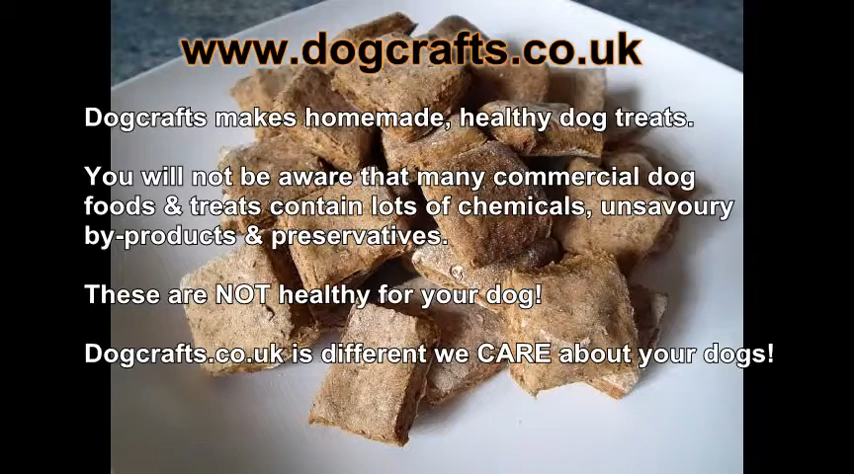 www.dogcrafts.co.uk
Dogcrafts makes homemade, healthy dog treats.
You will not be aware that many commercial dog
foods & treats contain lots of chemicals, unsavoury
by-products & preservatives.
These are NOT healthy for your dog!
Dogcrafts.co.uk is different we CARE about your dogs!